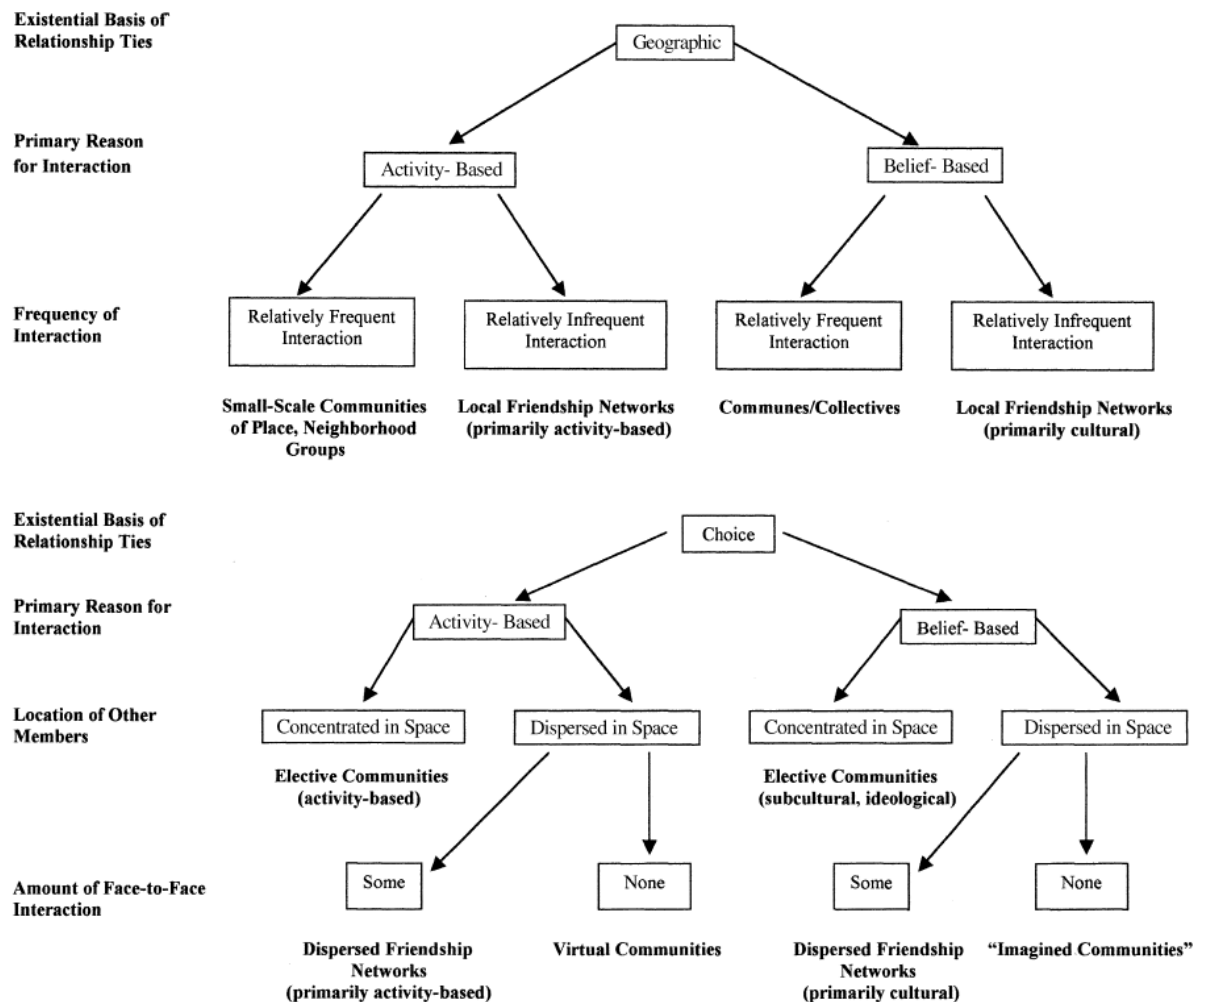 Existential Basis of
Relationship Ties
Geographic
Primary Reason
for Interaction
Activity- Based
Belief- Based
Frequency of
Interaction
Relatively Frequent
Interaction
Relatively Infrequent
Interaction
Relatively Frequent
Interaction
Relatively Infrequent
Interaction
Small-Scale Communities
of Place, Neighborhood
Groups
Local Friendship Networks
(primarily activity-based)
Communes/Collectives
Local Friendship Networks
(primarily cultural)
Existential Basis of
Relationship Ties
Choice
Primary Reason for
Interaction
Activity- Based
Belief- Based
Location of Other
Members
Concentrated in Space
Dispersed in Space
Concentrated in Space
Dispersed in Space
Elective Communities
(activity-based)
Elective Communities
(subcultural, ideological)
Amount of Face-to-Face
Interaction
Some
None
Some
None
Dispersed Friendship
Networks
(primarily activity-based)
Virtual Communities
Dispersed Friendship
Networks
(primarily cultural)
“Imagined Communities”